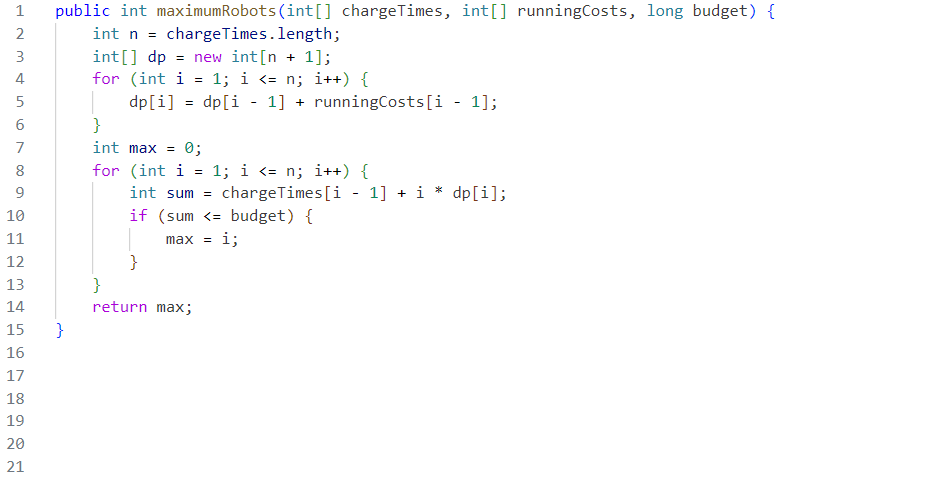 1 public int maximumRobots(int[] chargeTimes, int[] runningCosts, long budget) {
2     int n = chargeTimes.length;
3     int[] dp = new int[n + 1];
4     for (int i = 1; i <= n; i++) {
5         dp[i] = dp[i - 1] + runningCosts[i - 1];
6     }
7     int max = 0;
8     for (int i = 1; i <= n; i++) {
9         int sum = chargeTimes[i - 1] + i * dp[i];
10         if (sum <= budget) {
11             max = i;
12         }
13     }
14     return max;
15 }
16
17
18
19
20
21